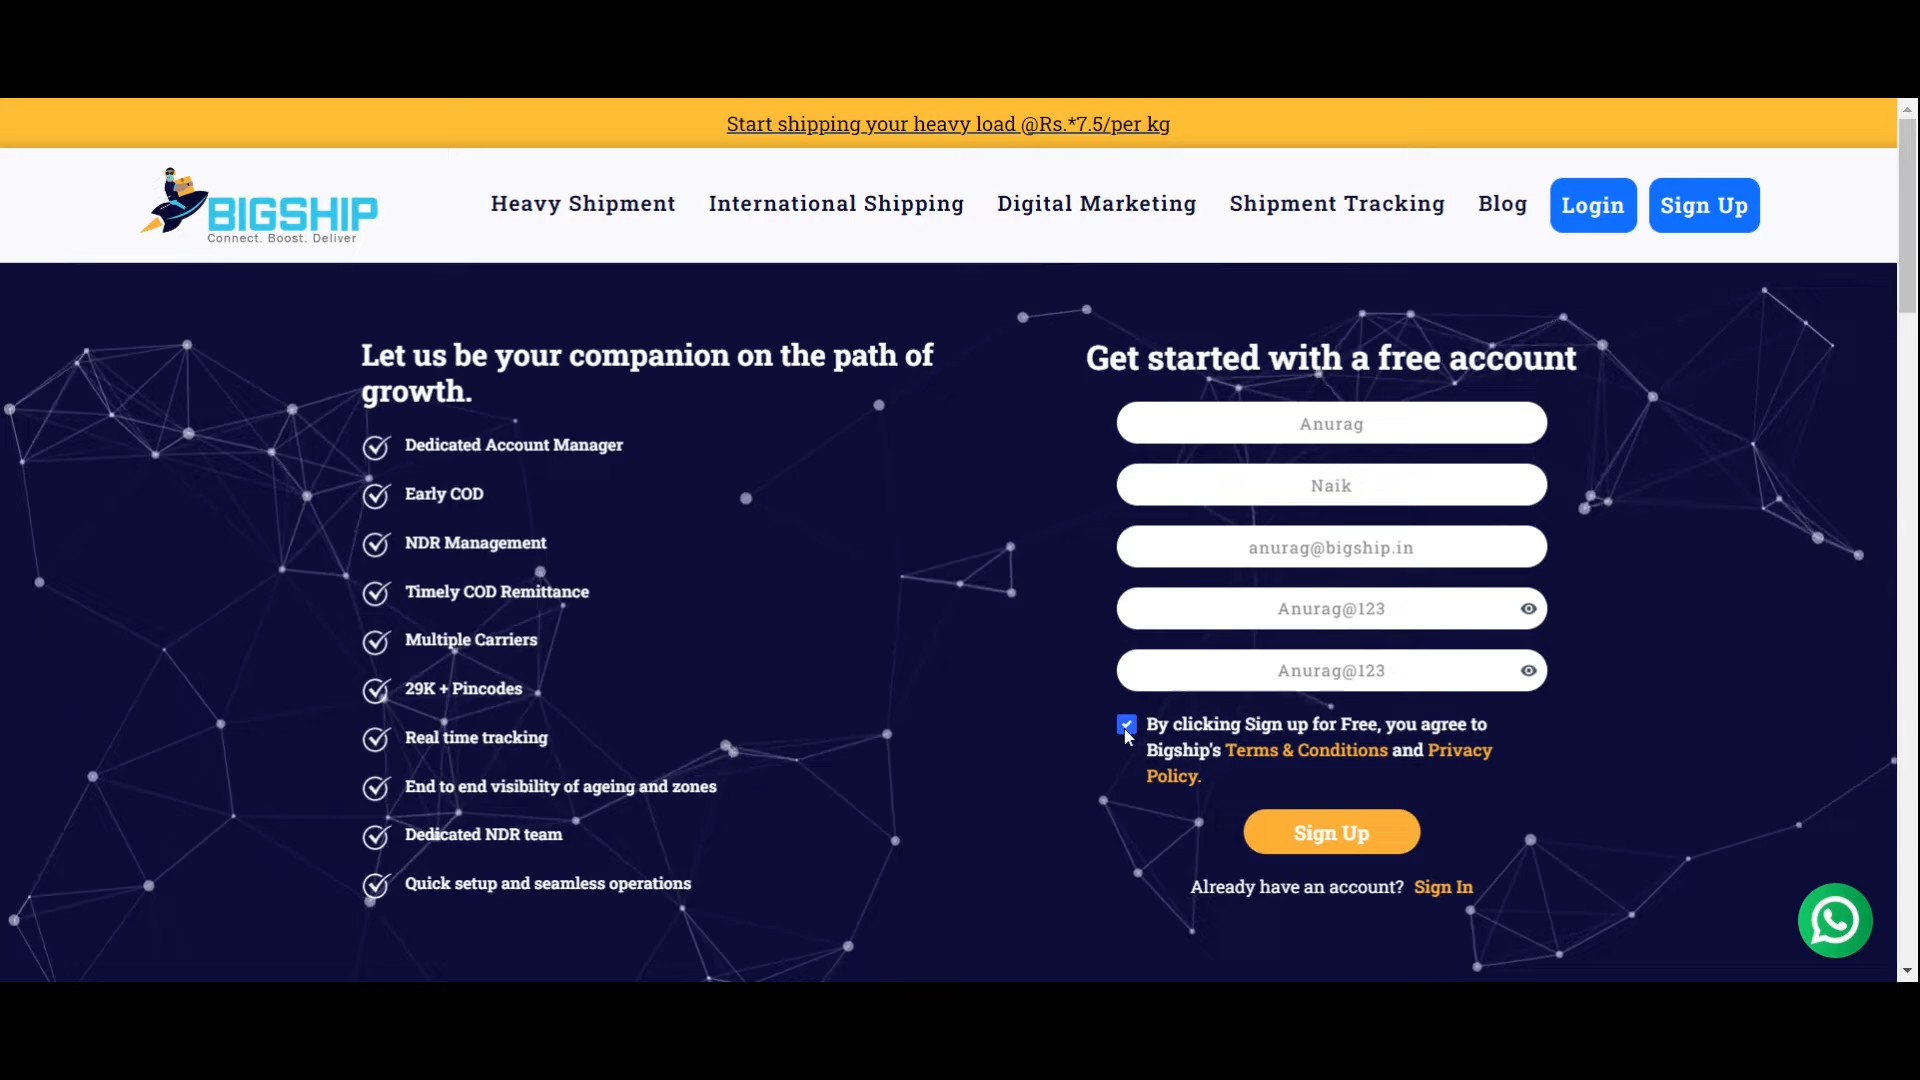 Start shipping your heavy load @Rs.*7.5/per kg
BIGSHIP
Connect. Boost. Deliver
Heavy Shipment
International Shipping
Digital Marketing
Shipment Tracking
Blog
Login
Sign Up
Let us be your companion on the path of
growth.
Dedicated Account Manager
Early COD
NDR Management
Timely COD Remittance
Multiple Carriers
29K + Pincodes
Real time tracking
End to end visibility of ageing and zones
Dedicated NDR team
Quick setup and seamless operations
Get started with a free account
Anurag
Naik
anurag@bigship.in
Anurag@123
Anurag@123
By clicking Sign up for Free, you agree to
Bigship's Terms & Conditions and Privacy
Policy.
Sign Up
Already have an account? Sign In